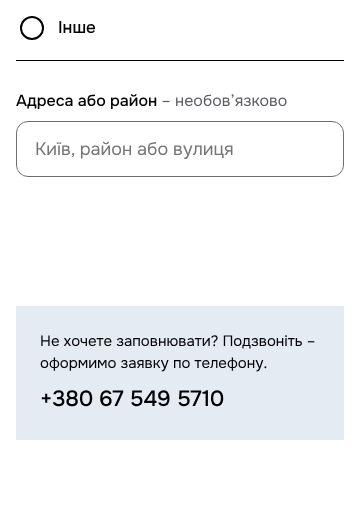 Інше
Адреса або район – необов’язково
Київ, район або вулиця
Не хочете заповнювати? Подзвоніть –
оформимо заявку по телефону.
+380 67 549 5710